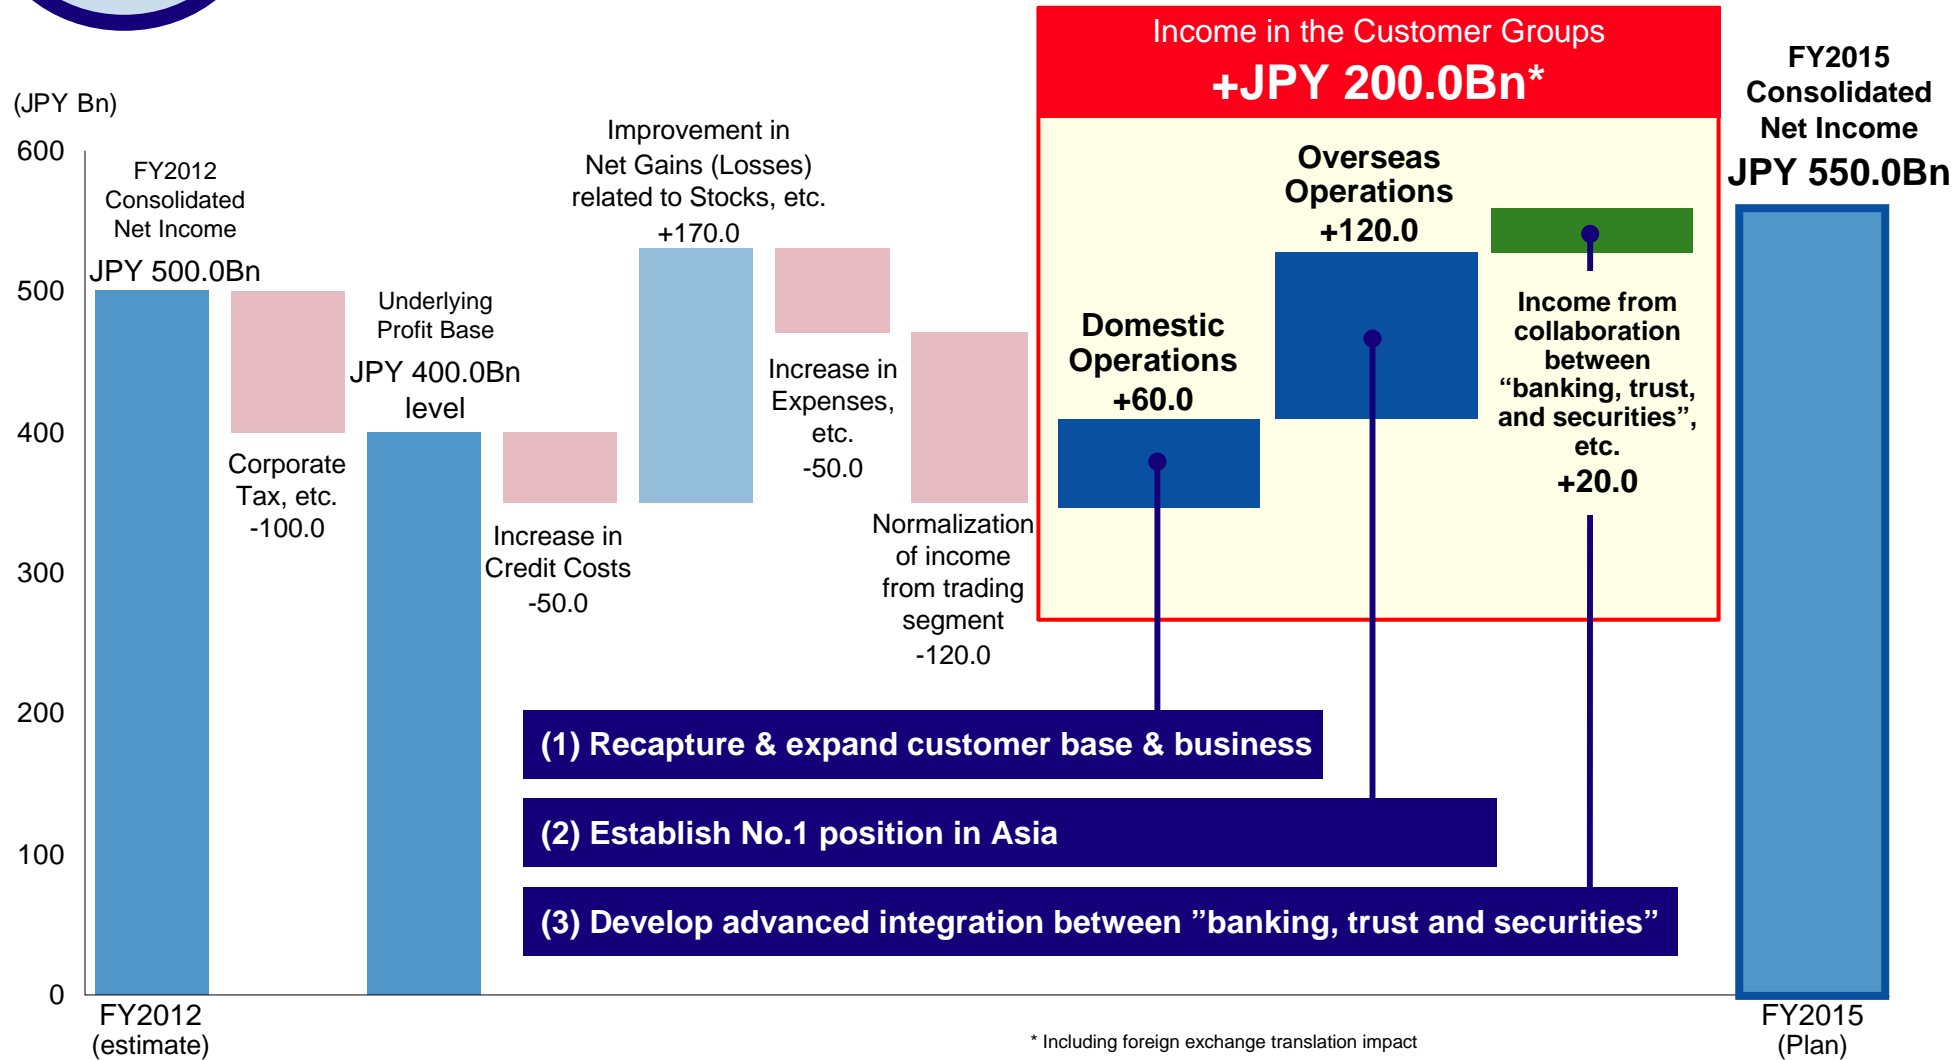 Income in the Customer Groups
+JPY 200.0Bn*
FY2015
Consolidated
Net Income
JPY 550.0Bn
(JPY Bn)
600
500
400
300
200
100
0
FY2012
Consolidated
Net Income
JPY 500.0Bn
Corporate
Tax, etc.
-100.0
Underlying
Profit Base
JPY 400.0Bn
level
Increase in
Credit Costs
-50.0
Improvement in
Net Gains (Losses)
related to Stocks, etc.
+170.0
Increase in
Expenses,
etc.
-50.0
Normalization
of income
from trading
segment
-120.0
Domestic
Operations
+60.0
Overseas
Operations
+120.0
Income from
collaboration
between
“banking, trust,
and securities”,
etc.
+20.0
(1) Recapture & expand customer base & business
(2) Establish No.1 position in Asia
(3) Develop advanced integration between ”banking, trust and securities”
FY2012
(estimate)
FY2015
(Plan)
* Including foreign exchange translation impact